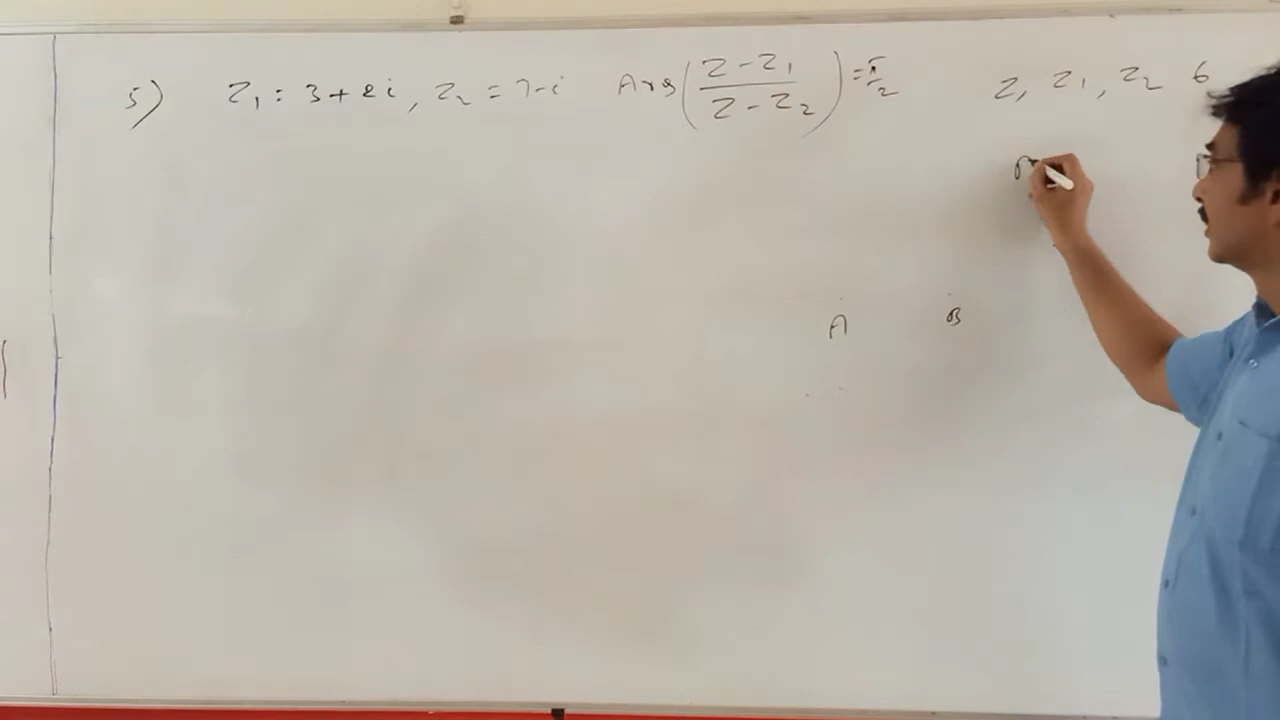 5) Z₁ = 3+2i, Z₂ = 7-i Arg((Z-Z₁)/(Z-Z₂)) = π/2 Z, Z₁, Z₂ 6
A B